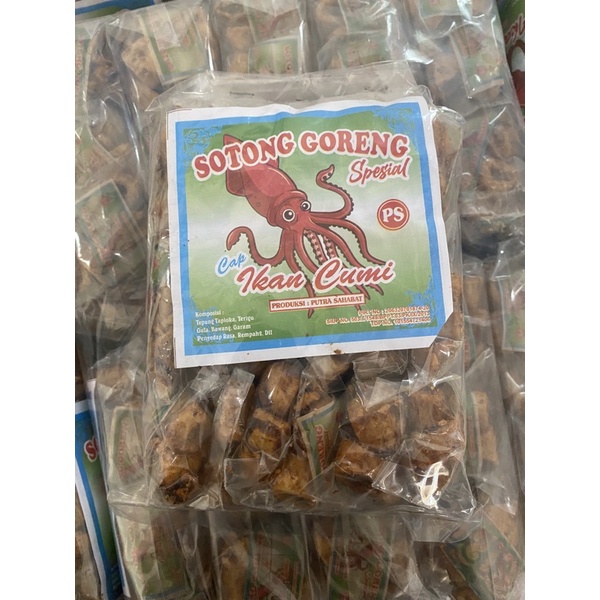 SOTONG GORENG
Spesial
PS
Cap
Ikan Cumi
PRODUKSI : PUTRA SAHABAT
Komposisi :
Tepung Tapioka, Terigu
Gula, Bawang, Garam
Penyedap Rasa, Rempah2, Dll